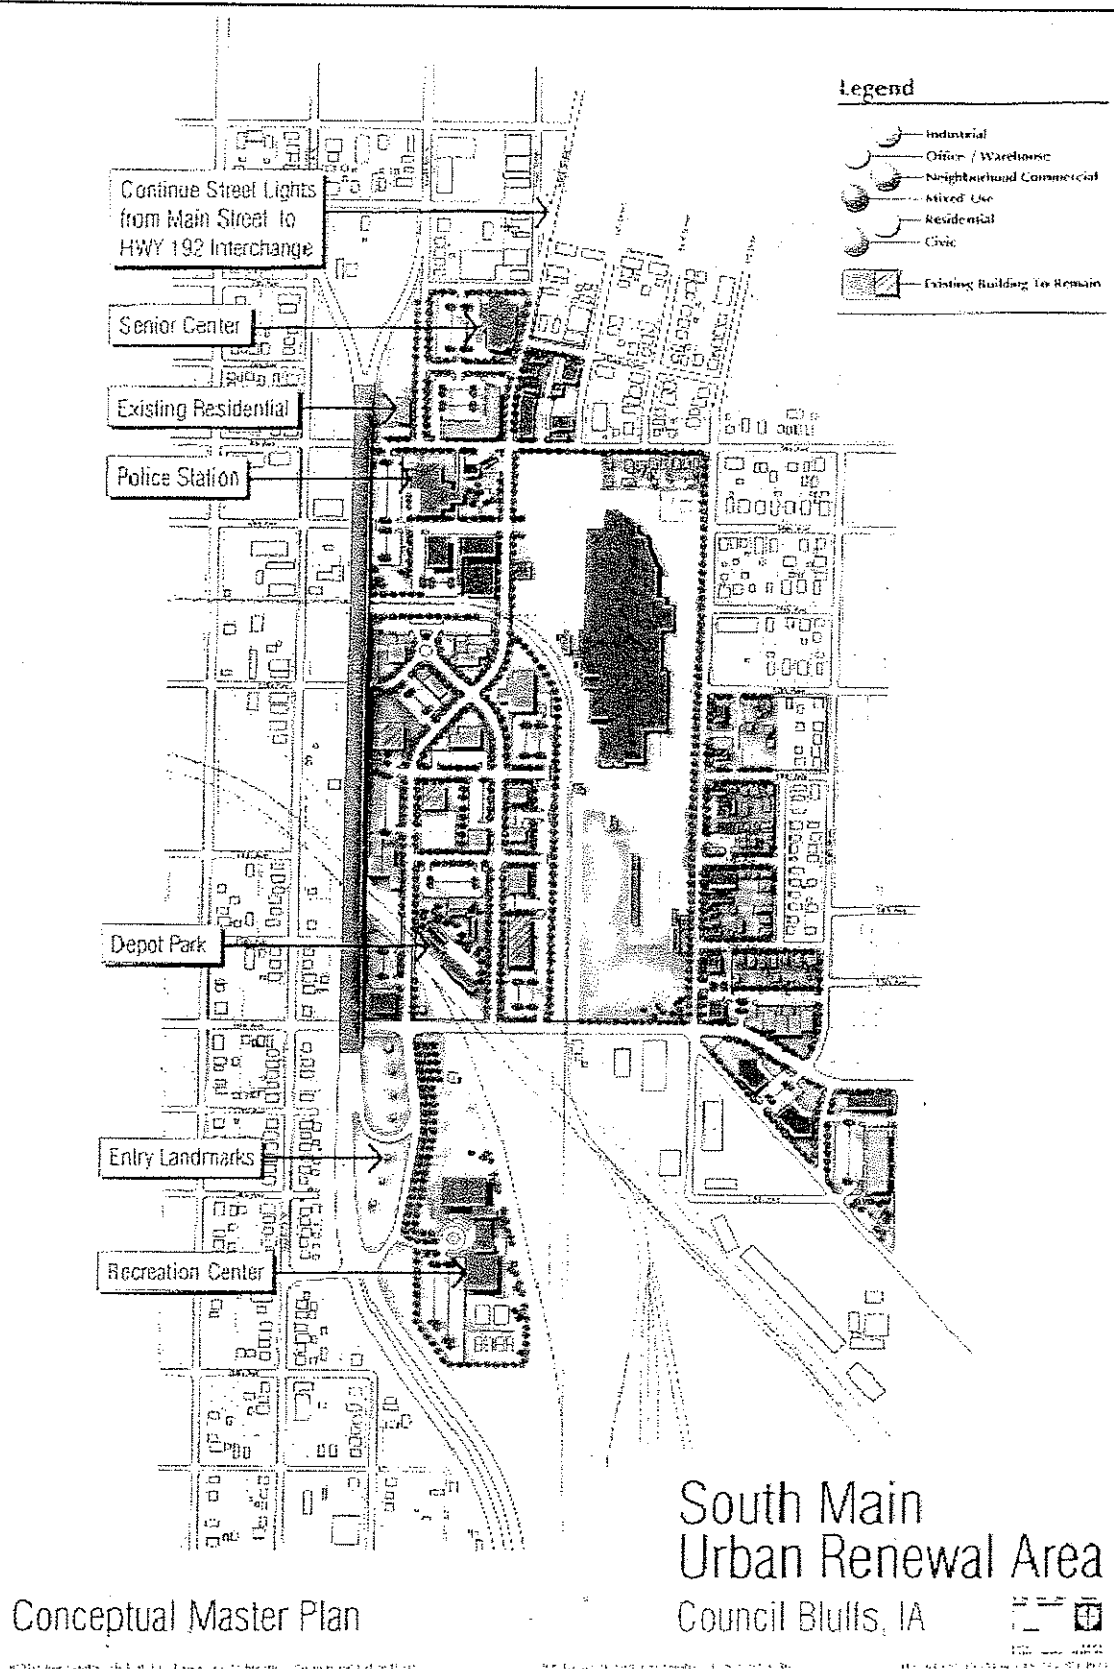 Legend
Industrial
Office / Warehouse
Neighborhood Commercial
Mixed Use
Residential
Civic
Existing Building To Remain
Continue Street Lights
from Main Street to
HWY 192 Interchange
Senior Center
Existing Residential
Police Station
Depot Park
Entry Landmarks
Recreation Center
South Main
Urban Renewal Area
Council Bluffs, IA
Conceptual Master Plan